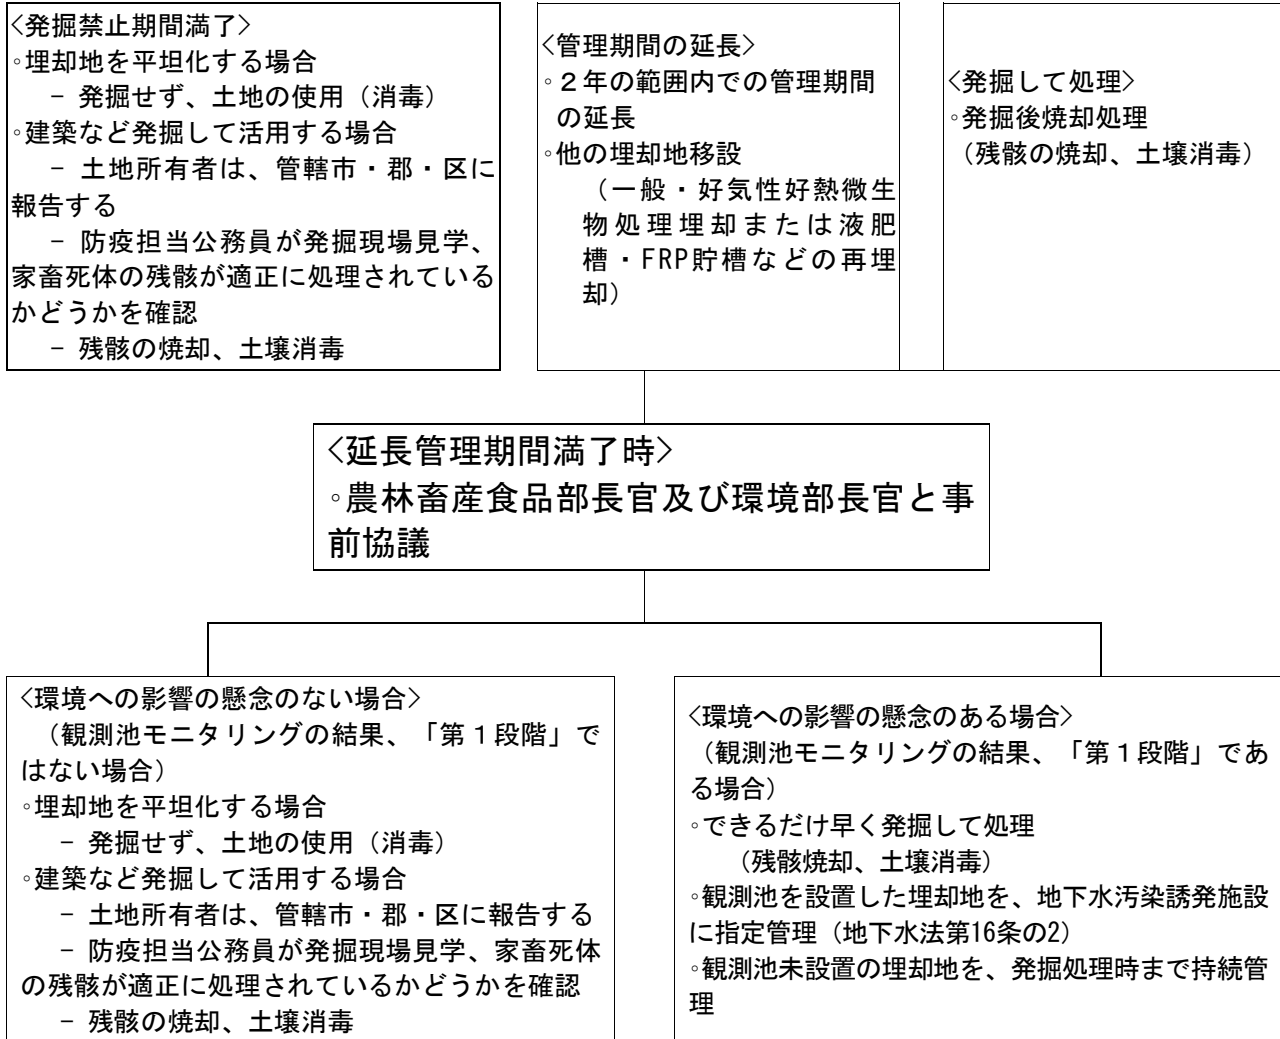 <発掘禁止期間満了>
◦埋却地を平坦化する場合
- 発掘せず、土地の使用（消毒）
◦建築など発掘して活用する場合
- 土地所有者は、管轄市・郡・区に
報告する
- 防疫担当公務員が発掘現場見学、
家畜死体の残骸が適正に処理されている
かどうかを確認
- 残骸の焼却、土壌消毒
<管理期間の延長>
◦２年の範囲内での管理期間
の延長
◦他の埋却地移設
（一般・好気性好熱微生
物処理埋却または液肥
槽・FRP貯槽などの再埋
却）
<発掘して処理>
◦発掘後焼却処理
（残骸の焼却、土壌消毒）
<延長管理期間満了時>
◦農林畜産食品部長官及び環境部長官と事
前協議
<環境への影響の懸念のない場合>
（観測池モニタリングの結果、「第１段階」で
はない場合）
◦埋却地を平坦化する場合
- 発掘せず、土地の使用（消毒）
◦建築など発掘して活用する場合
- 土地所有者は、管轄市・郡・区に報告する
- 防疫担当公務員が発掘現場見学、家畜死体
の残骸が適正に処理されているかどうかを確認
- 残骸の焼却、土壌消毒
<環境への影響の懸念のある場合>
（観測池モニタリングの結果、「第１段階」であ
る場合）
◦できるだけ早く発掘して処理
（残骸焼却、土壌消毒）
◦観測池を設置した埋却地を、地下水汚染誘発施設
に指定管理（地下水法第16条の2）
◦観測池未設置の埋却地を、発掘処理時まで持続管
理